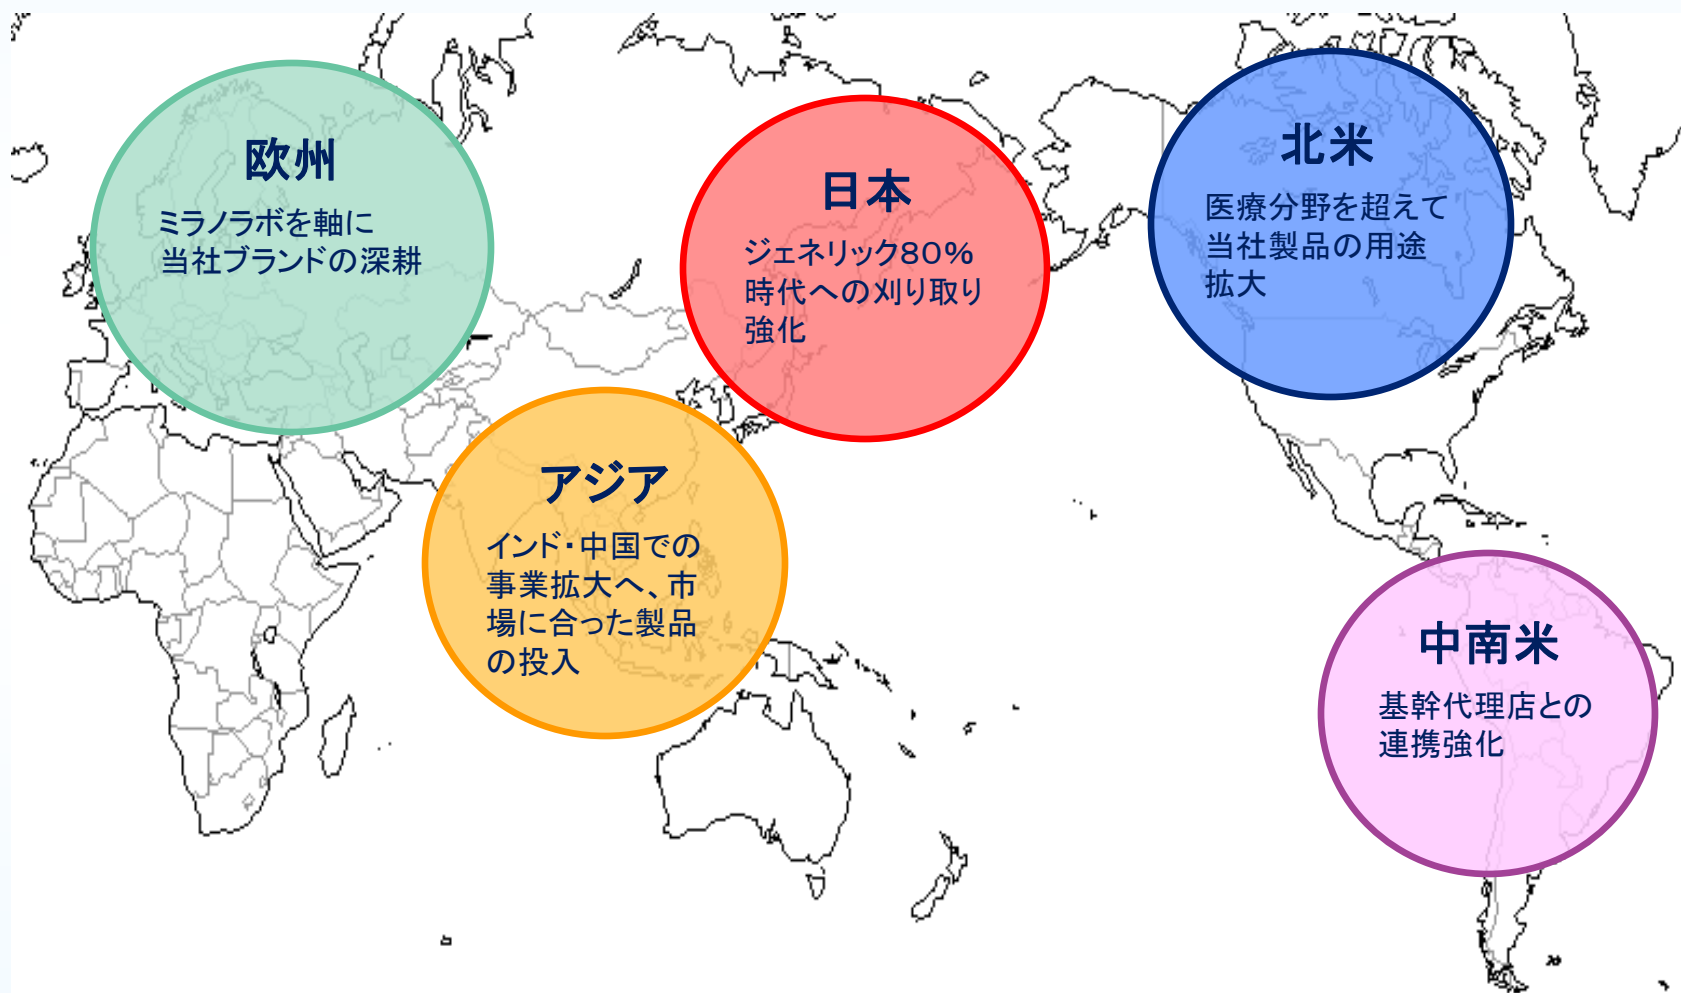 欧州
ミラノラボを軸に
当社ブランドの深耕
日本
ジェネリック80%
時代への刈り取り
強化
北米
医療分野を超えて
当社製品の用途
拡大
アジア
インド・中国での
事業拡大へ、市
場に合った製品
の投入
中南米
基幹代理店との
連携強化